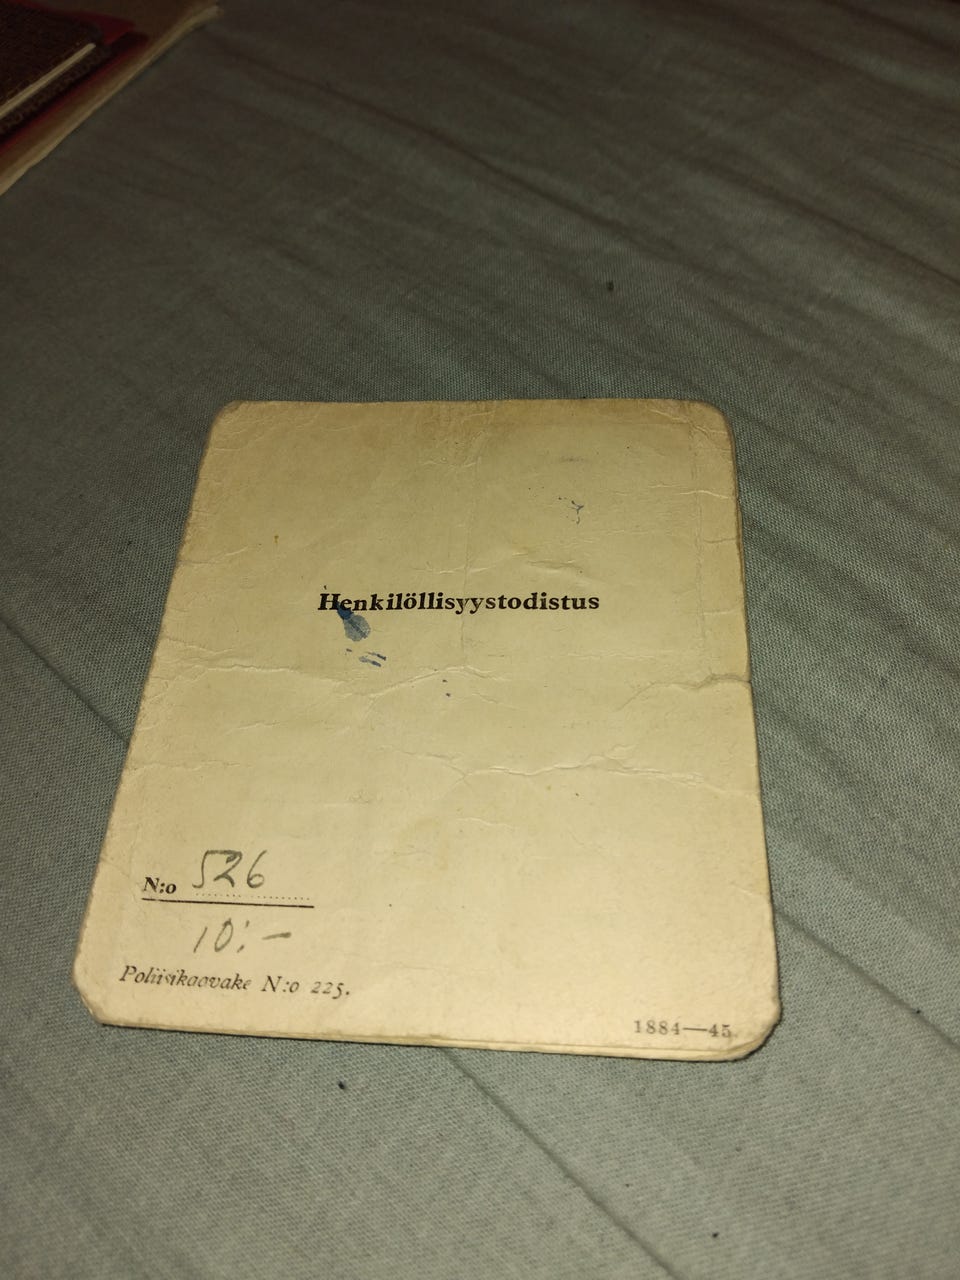 Henkilöllisyystodistus
N:o 526
10:-
Poliisikaavake N:o 225.
1884—45